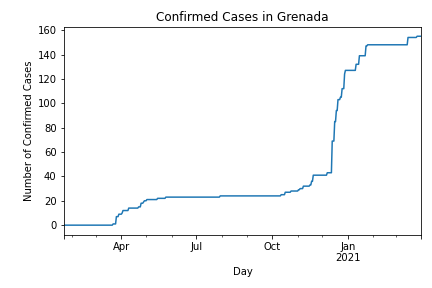 Confirmed Cases in Grenada
160
140
120
100
80
60
40
20
0
Number of Confirmed Cases
Apr
Jul
Oct
Jan
2021
Day